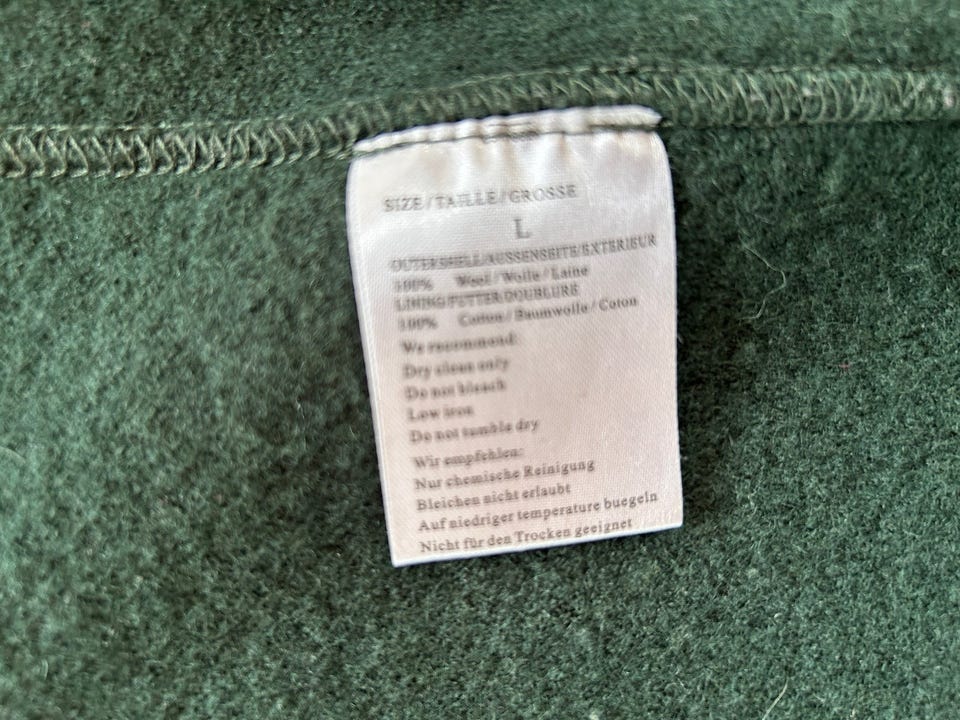 SIZE/TAILLE/GROSSE
L
OUTERSHELL/AUSSENSEITE/EXTERIEUR
100% Wool/Wolle/Laine
LINING/FUTTER/DOUBLURE
100% Cotton/Baumwolle/Coton
We recommend:
Dry clean only
Do not bleach
Low iron
Do not tumble dry
Wir empfehlen:
Nur chemische Reinigung
Bleichen nicht erlaubt
Auf niedriger temperature buegeln
Nicht für den Trocken geeignet